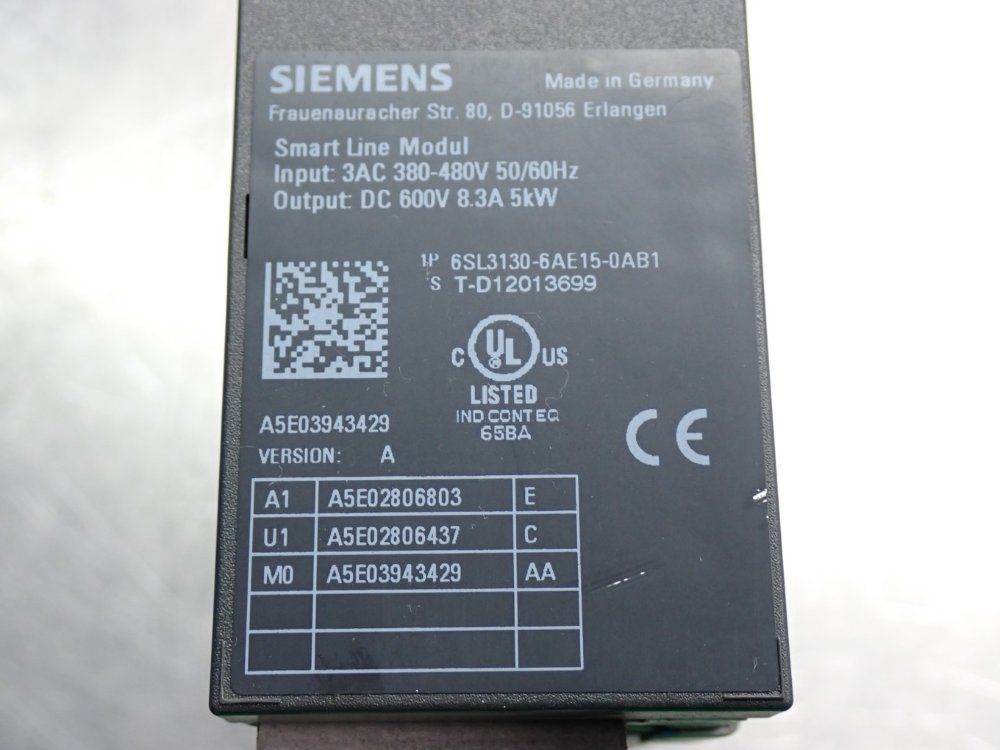 SIEMENS Made in Germany
Frauenauracher Str. 80, D-91056 Erlangen
Smart Line Modul
Input: 3AC 380-480V 50/60Hz
Output: DC 600V 8.3A 5kW
1P 6SL3130-6AE15-0AB1
S T-D12013699
C UL US
LISTED
IND CONT EQ
65BA
CE
A5E03943429
VERSION: A
A1 A5E02806803 E
U1 A5E02806437 C
M0 A5E03943429 AA